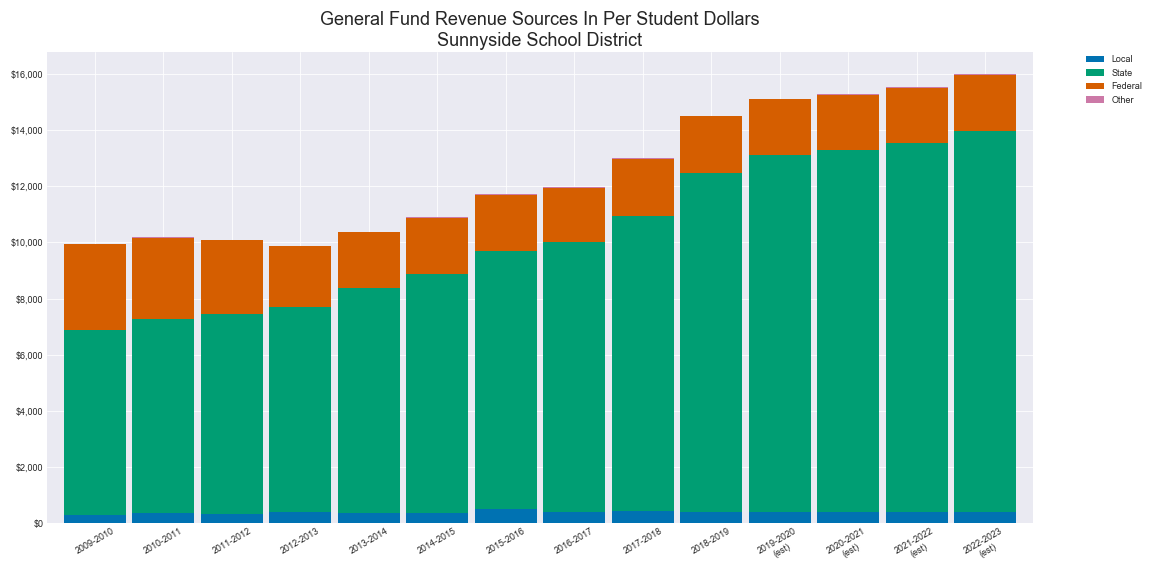 General Fund Revenue Sources In Per Student Dollars
Sunnyside School District
Local
State
Federal
Other
$16,000
$14,000
$12,000
$10,000
$8,000
$6,000
$4,000
$2,000
$0
2009-2010
2010-2011
2011-2012
2012-2013
2013-2014
2014-2015
2015-2016
2016-2017
2017-2018
2018-2019
2019-2020
(est)
2020-2021
(est)
2021-2022
(est)
2022-2023
(est)